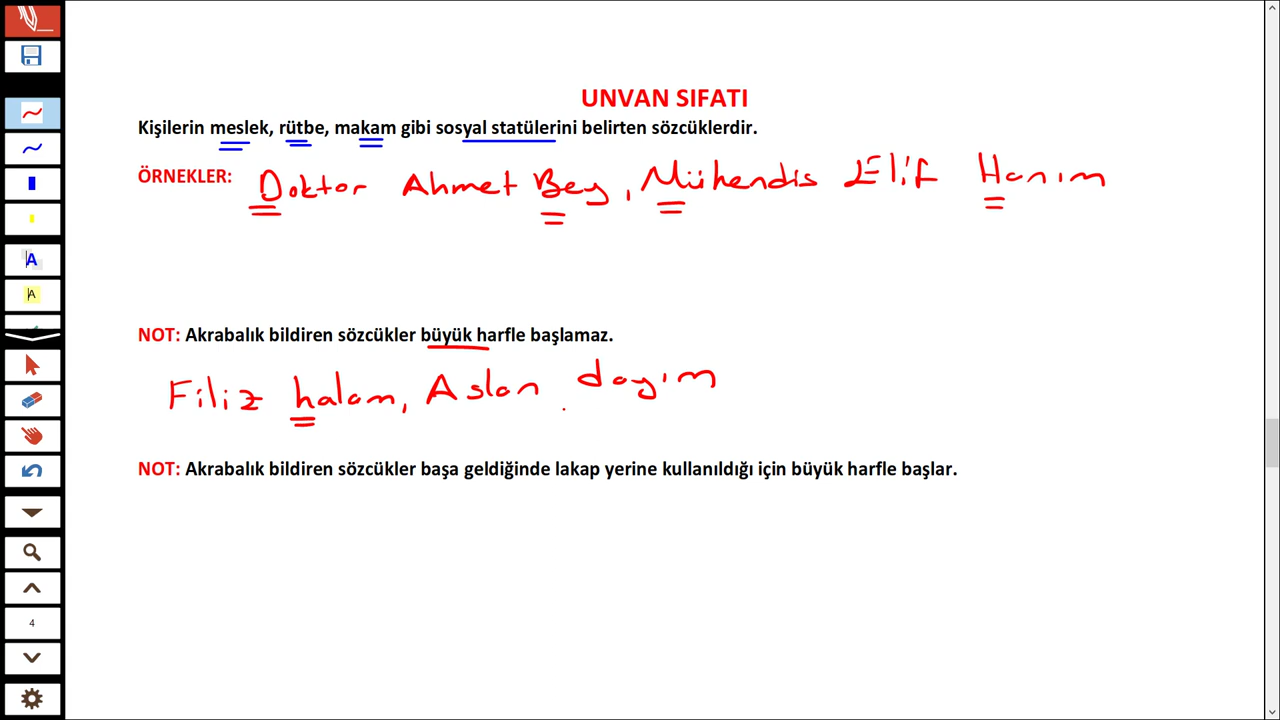 UNVAN SIFATI
Kişilerin meslek, rütbe, makam gibi sosyal statülerini belirten sözcüklerdir.
ÖRNEKLER: Doktor Ahmet Bey, Mühendis Elif Hanım
NOT: Akrabalık bildiren sözcükler büyük harfle başlamaz.
Filiz halam, Aslan dayım
NOT: Akrabalık bildiren sözcükler başa geldiğinde lakap yerine kullanıldığı için büyük harfle başlar.
A
A
4